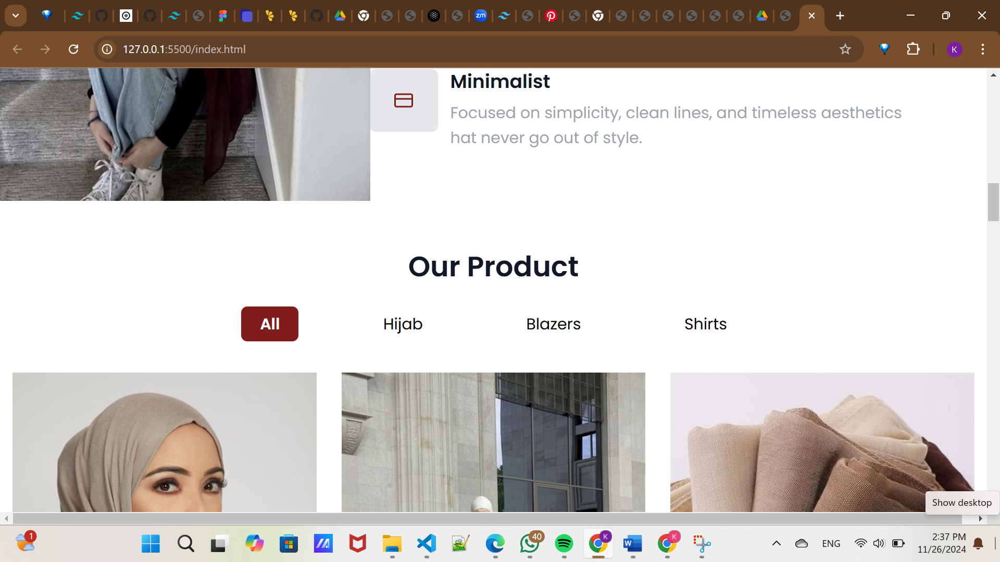 zm
127.0.0.1:5500/index.html
K
Minimalist
Focused on simplicity, clean lines, and timeless aesthetics
hat never go out of style.
Our Product
All
Hijab
Blazers
Shirts
Show desktop
1
40
K
W
K
ENG
2:37 PM
11/26/2024